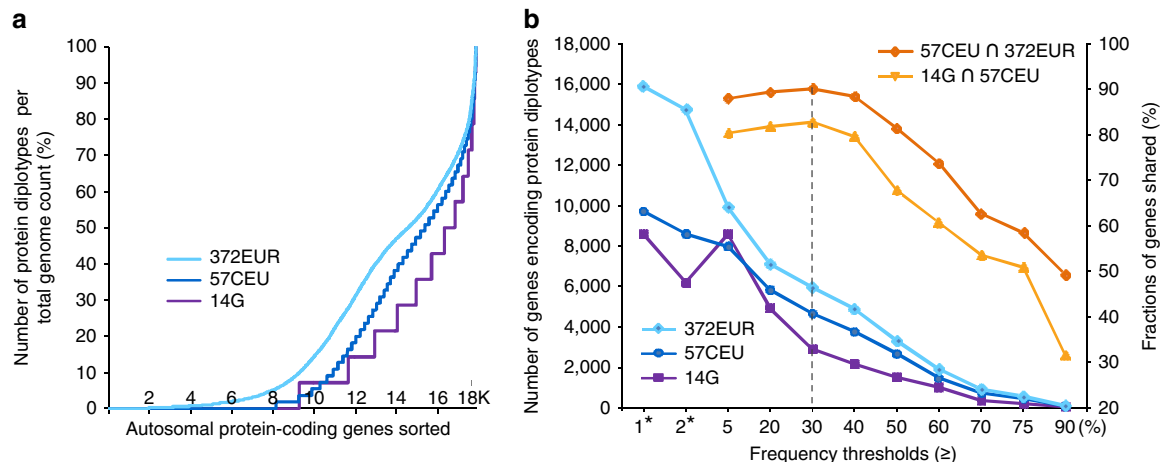 a
Number of protein diplotypes per
total genome count (%)
100
90
80
70
60
50
40
30
20
10
0
372EUR
57CEU
14G
2 4 6 8 10 12 14 16 18K
Autosomal protein-coding genes sorted
b
Number of genes encoding protein diplotypes
18,000
16,000
14,000
12,000
10,000
8,000
6,000
4,000
2,000
0
57CEU ∩ 372EUR
14G ∩ 57CEU
372EUR
57CEU
14G
100
90
80
70
60
50
40
30
20
Fractions of genes shared (%)
1* 2* 5 20 30 40 50 60 70 75 90 (%)
Frequency thresholds (≥)